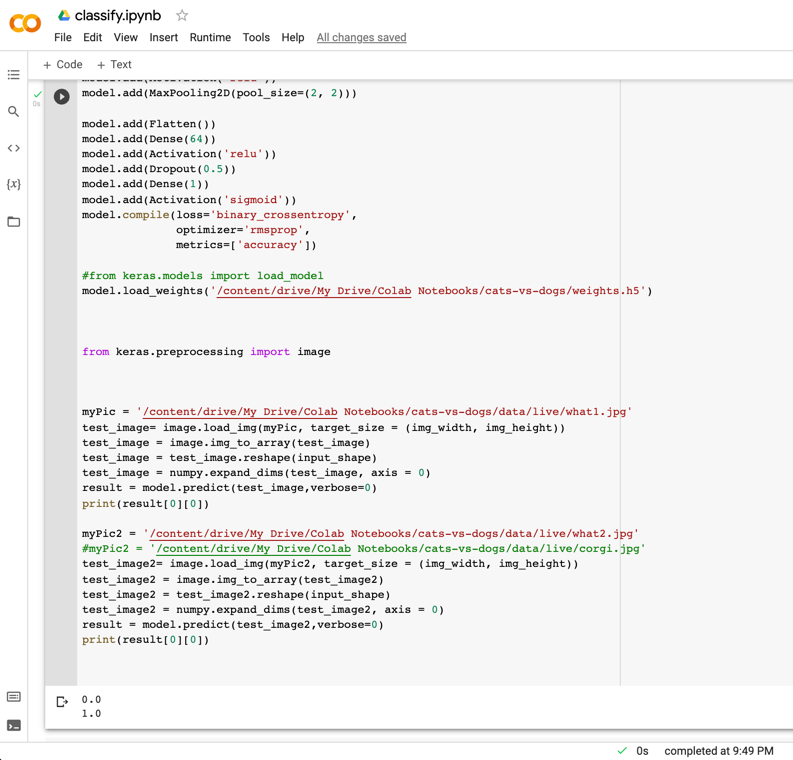 classify.ipynb
File Edit View Insert Runtime Tools Help All changes saved
+ Code + Text
model.add(MaxPooling2D(pool_size=(2, 2)))
0s
model.add(Flatten())
model.add(Dense(64))
model.add(Activation('relu'))
model.add(Dropout(0.5))
model.add(Dense(1))
model.add(Activation('sigmoid'))
model.compile(loss='binary_crossentropy',
optimizer='rmsprop',
metrics=['accuracy'])
#from keras.models import load_model
model.load_weights('/content/drive/My Drive/Colab Notebooks/cats-vs-dogs/weights.h5')
from keras.preprocessing import image
myPic = '/content/drive/My Drive/Colab Notebooks/cats-vs-dogs/data/live/what1.jpg'
test_image= image.load_img(myPic, target_size = (img_width, img_height))
test_image = image.img_to_array(test_image)
test_image = test_image.reshape(input_shape)
test_image = numpy.expand_dims(test_image, axis = 0)
result = model.predict(test_image,verbose=0)
print(result[0][0])
myPic2 = '/content/drive/My Drive/Colab Notebooks/cats-vs-dogs/data/live/what2.jpg'
#myPic2 = '/content/drive/My Drive/Colab Notebooks/cats-vs-dogs/data/live/corgi.jpg'
test_image2= image.load_img(myPic2, target_size = (img_width, img_height))
test_image2 = image.img_to_array(test_image2)
test_image2 = test_image2.reshape(input_shape)
test_image2 = numpy.expand_dims(test_image2, axis = 0)
result = model.predict(test_image2,verbose=0)
print(result[0][0])
0.0
1.0
0s completed at 9:49 PM